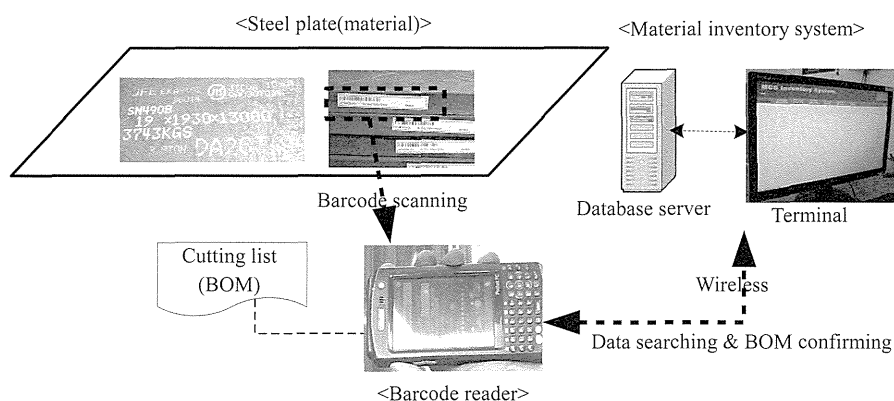 <Steel plate(material)>
<Material inventory system>
SM490B
19 ×1930×13000
3743KGS
Barcode scanning
Database server
Terminal
Cutting list
(BOM)
Wireless
Data searching & BOM confirming
<Barcode reader>